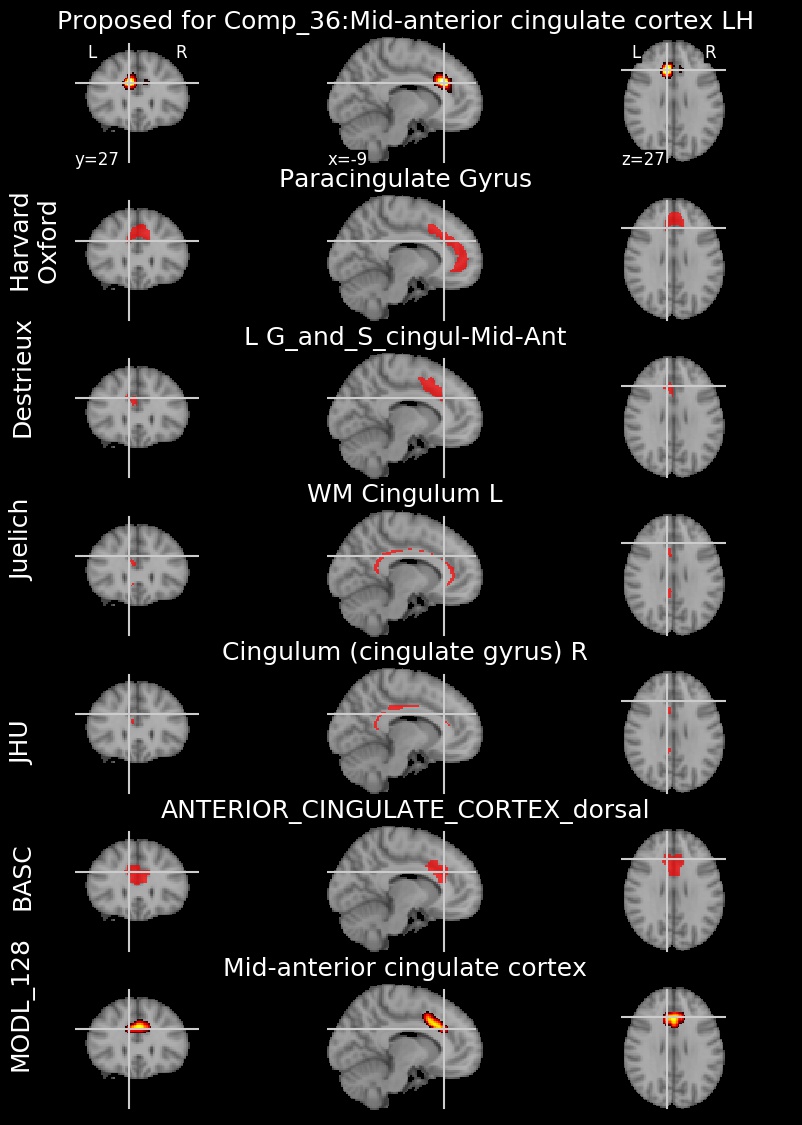 Proposed for Comp_36:Mid-anterior cingulate cortex LH
L R L R
y=27 x=-9 z=27
Paracingulate Gyrus
Harvard
Oxford
L G_and_S_cingul-Mid-Ant
Destrieux
WM Cingulum L
Juelich
Cingulum (cingulate gyrus) R
JHU
ANTERIOR_CINGULATE_CORTEX_dorsal
BASC
Mid-anterior cingulate cortex
MODL_128